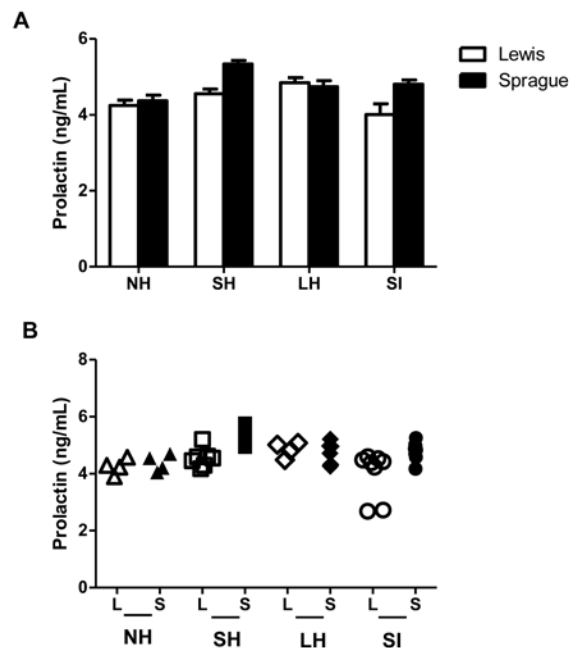 A
Prolactin (ng/mL)
6
4
2
0
NH SH LH SI
Lewis
Sprague
B
Prolactin (ng/mL)
8
6
4
2
0
L S L S L S L S
NH SH LH SI